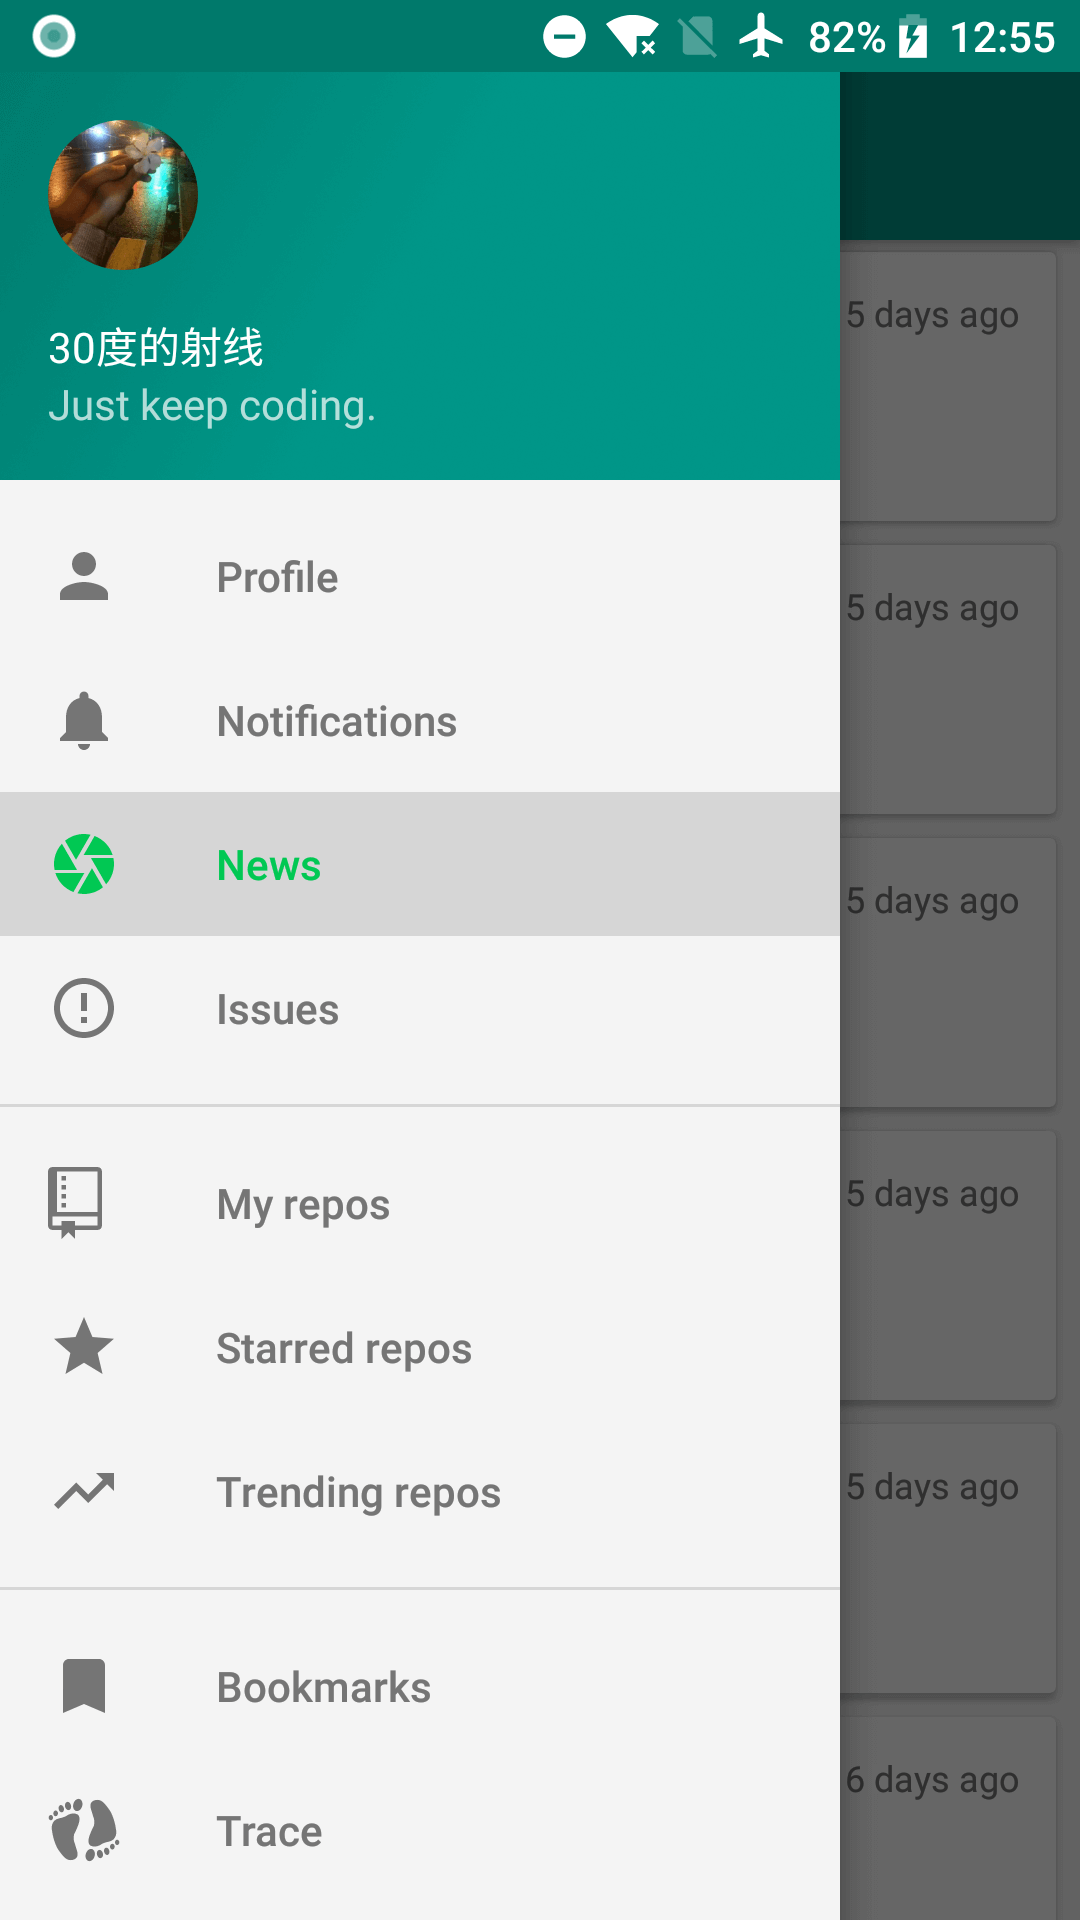 82% 12:55
30度的射线
Just keep coding.
Profile
Notifications
News
Issues
My repos
Starred repos
Trending repos
Bookmarks
Trace
5 days ago
5 days ago
5 days ago
5 days ago
5 days ago
6 days ago